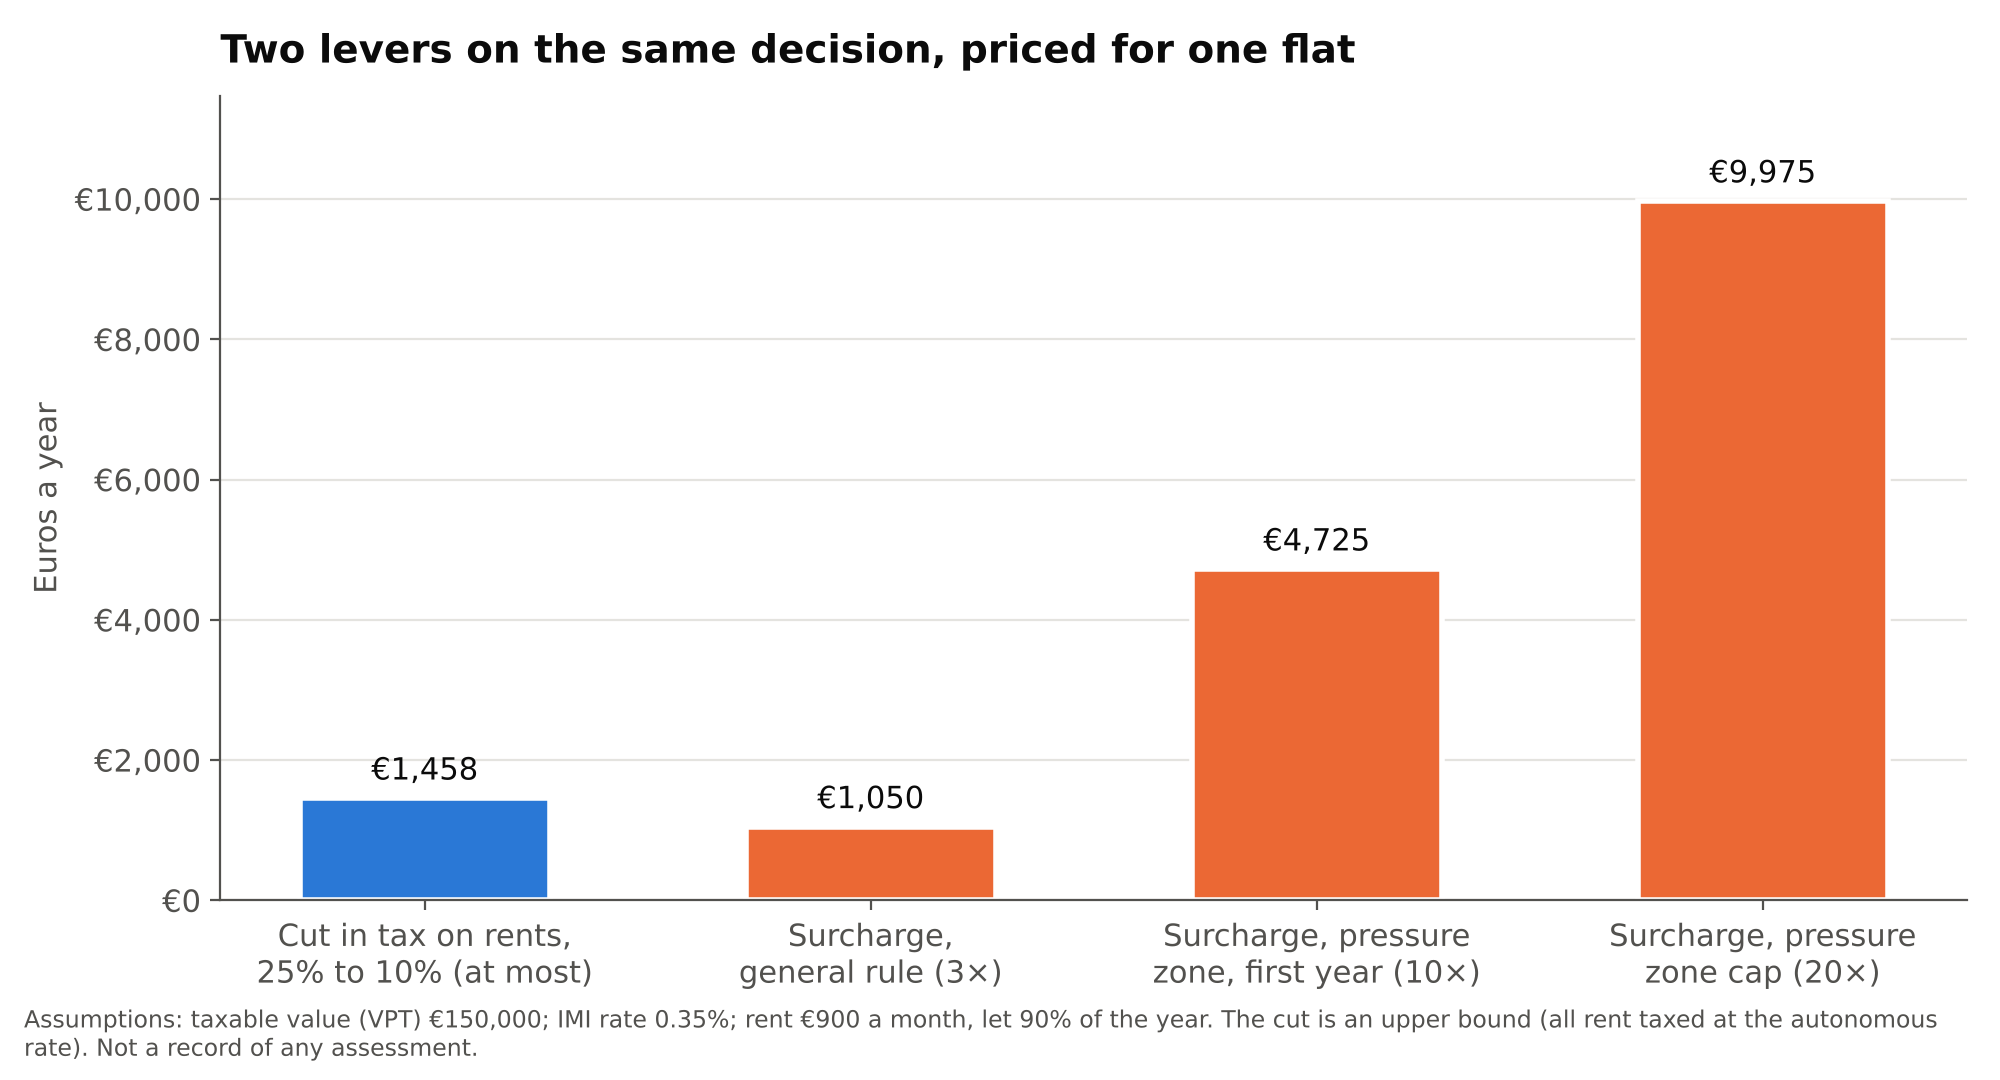 Two levers on the same decision, priced for one flat
Euros a year
€10,000
€8,000
€6,000
€4,000
€2,000
€0
€1,458
€1,050
€4,725
€9,975
Cut in tax on rents,
25% to 10% (at most)
Surcharge,
general rule (3×)
Surcharge, pressure
zone, first year (10×)
Surcharge, pressure
zone cap (20×)
Assumptions: taxable value (VPT) €150,000; IMI rate 0.35%; rent €900 a month, let 90% of the year. The cut is an upper bound (all rent taxed at the autonomous
rate). Not a record of any assessment.